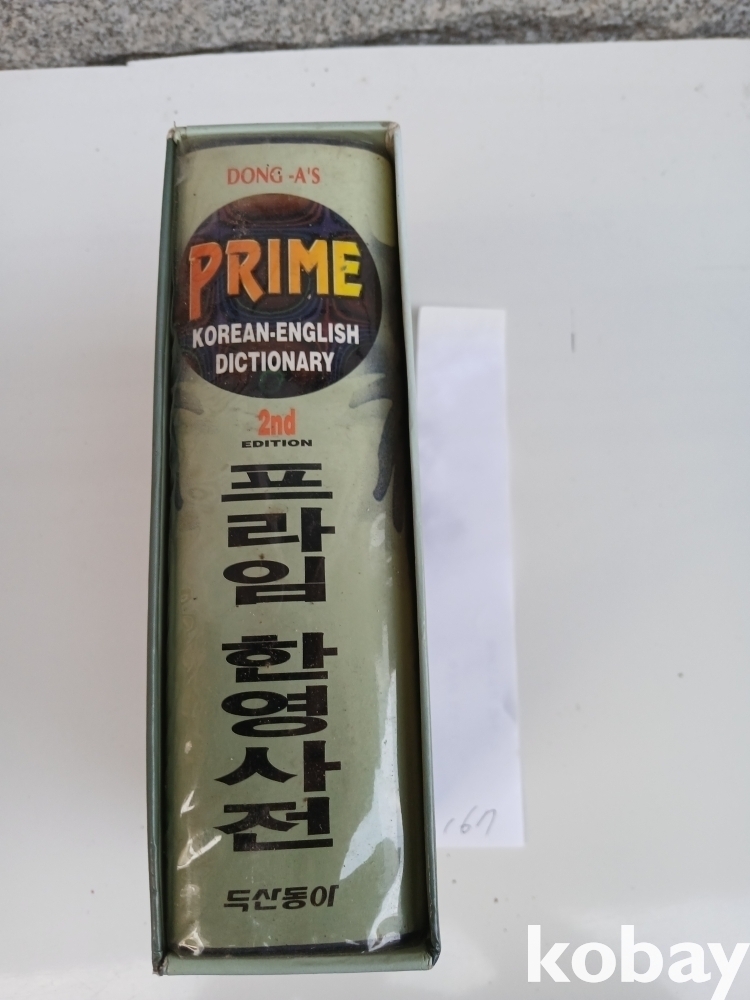 DONG -A'S
PRIME
KOREAN-ENGLISH
DICTIONARY
2nd
EDITION
프라임 한영사전
두산동아
kobay